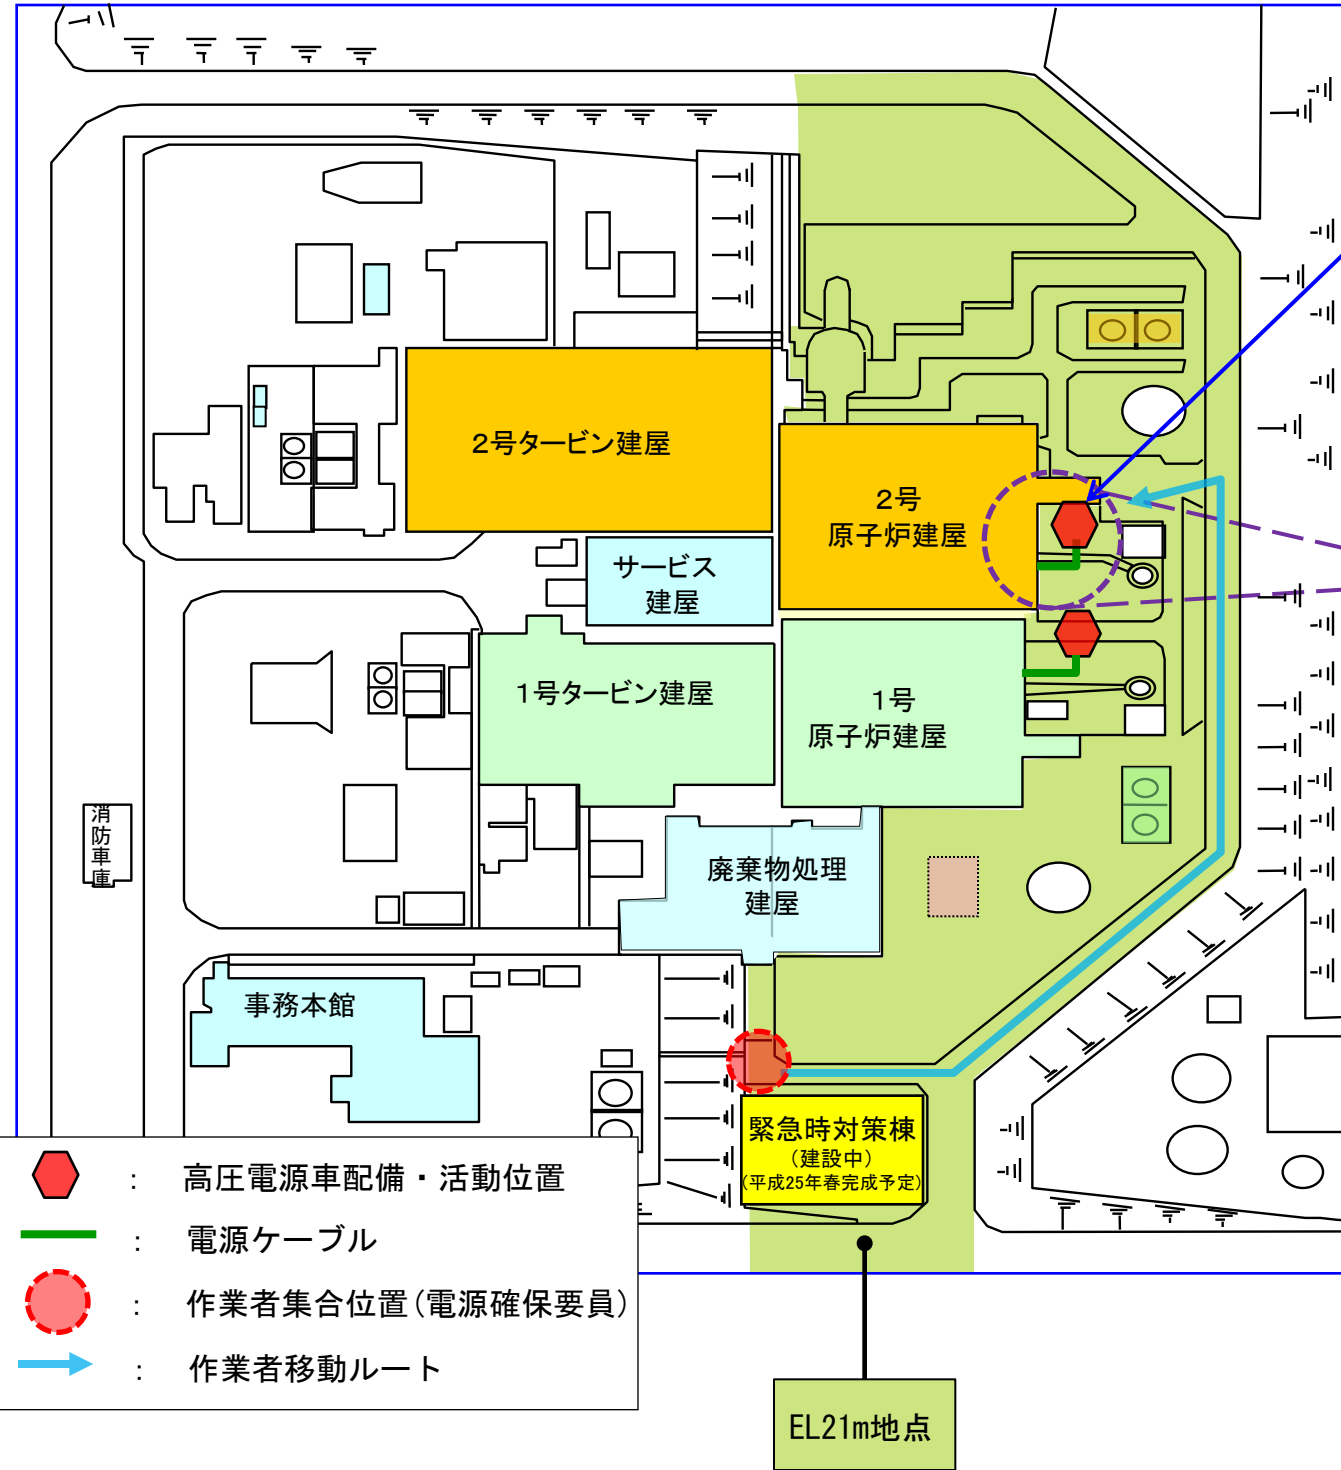 2号タービン建屋
2号
原子炉建屋
サービス
建屋
1号タービン建屋
1号
原子炉建屋
消防車庫
廃棄物処理
建屋
事務本館
緊急時対策棟
(建設中)
(平成25年春完成予定)
: 高圧電源車配備・活動位置
: 電源ケーブル
: 作業者集合位置(電源確保要員)
: 作業者移動ルート
EL21m地点